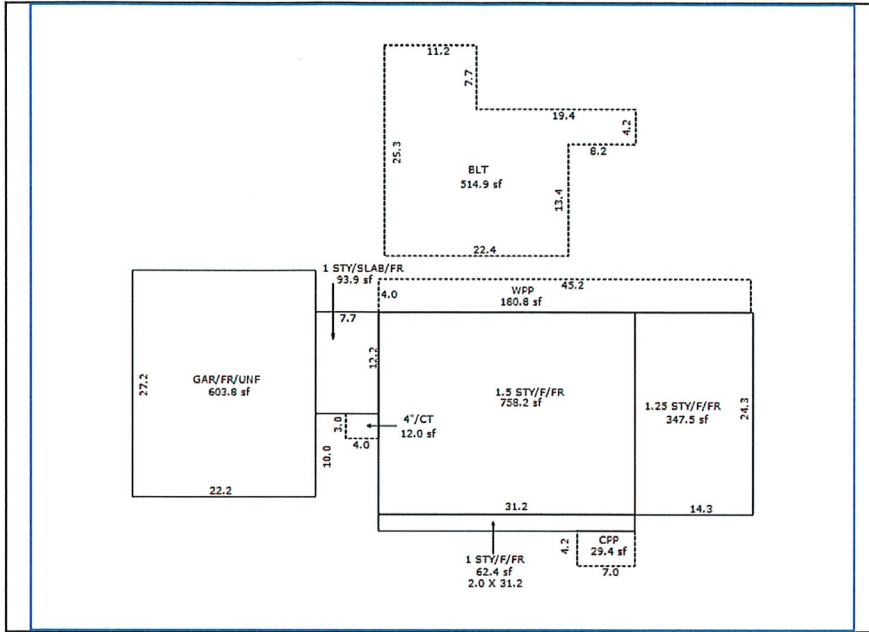 11.2
7.7
19.4
4.2
8.2
25.3
BLT
514.9 sf
13.4
22.4
1 STY/SLAB/FR
93.9 sf
45.2
4.0
WPP
180.8 sf
7.7
12.2
27.2
GAR/FR/UNF
603.8 sf
1.5 STY/F/FR
758.2 sf
1.25 STY/F/FR
347.5 sf
24.3
3.0
4"/CT
12.0 sf
4.0
10.0
22.2
31.2
14.3
1 STY/F/FR
62.4 sf
2.0 X 31.2
4.2
CPP
29.4 sf
7.0